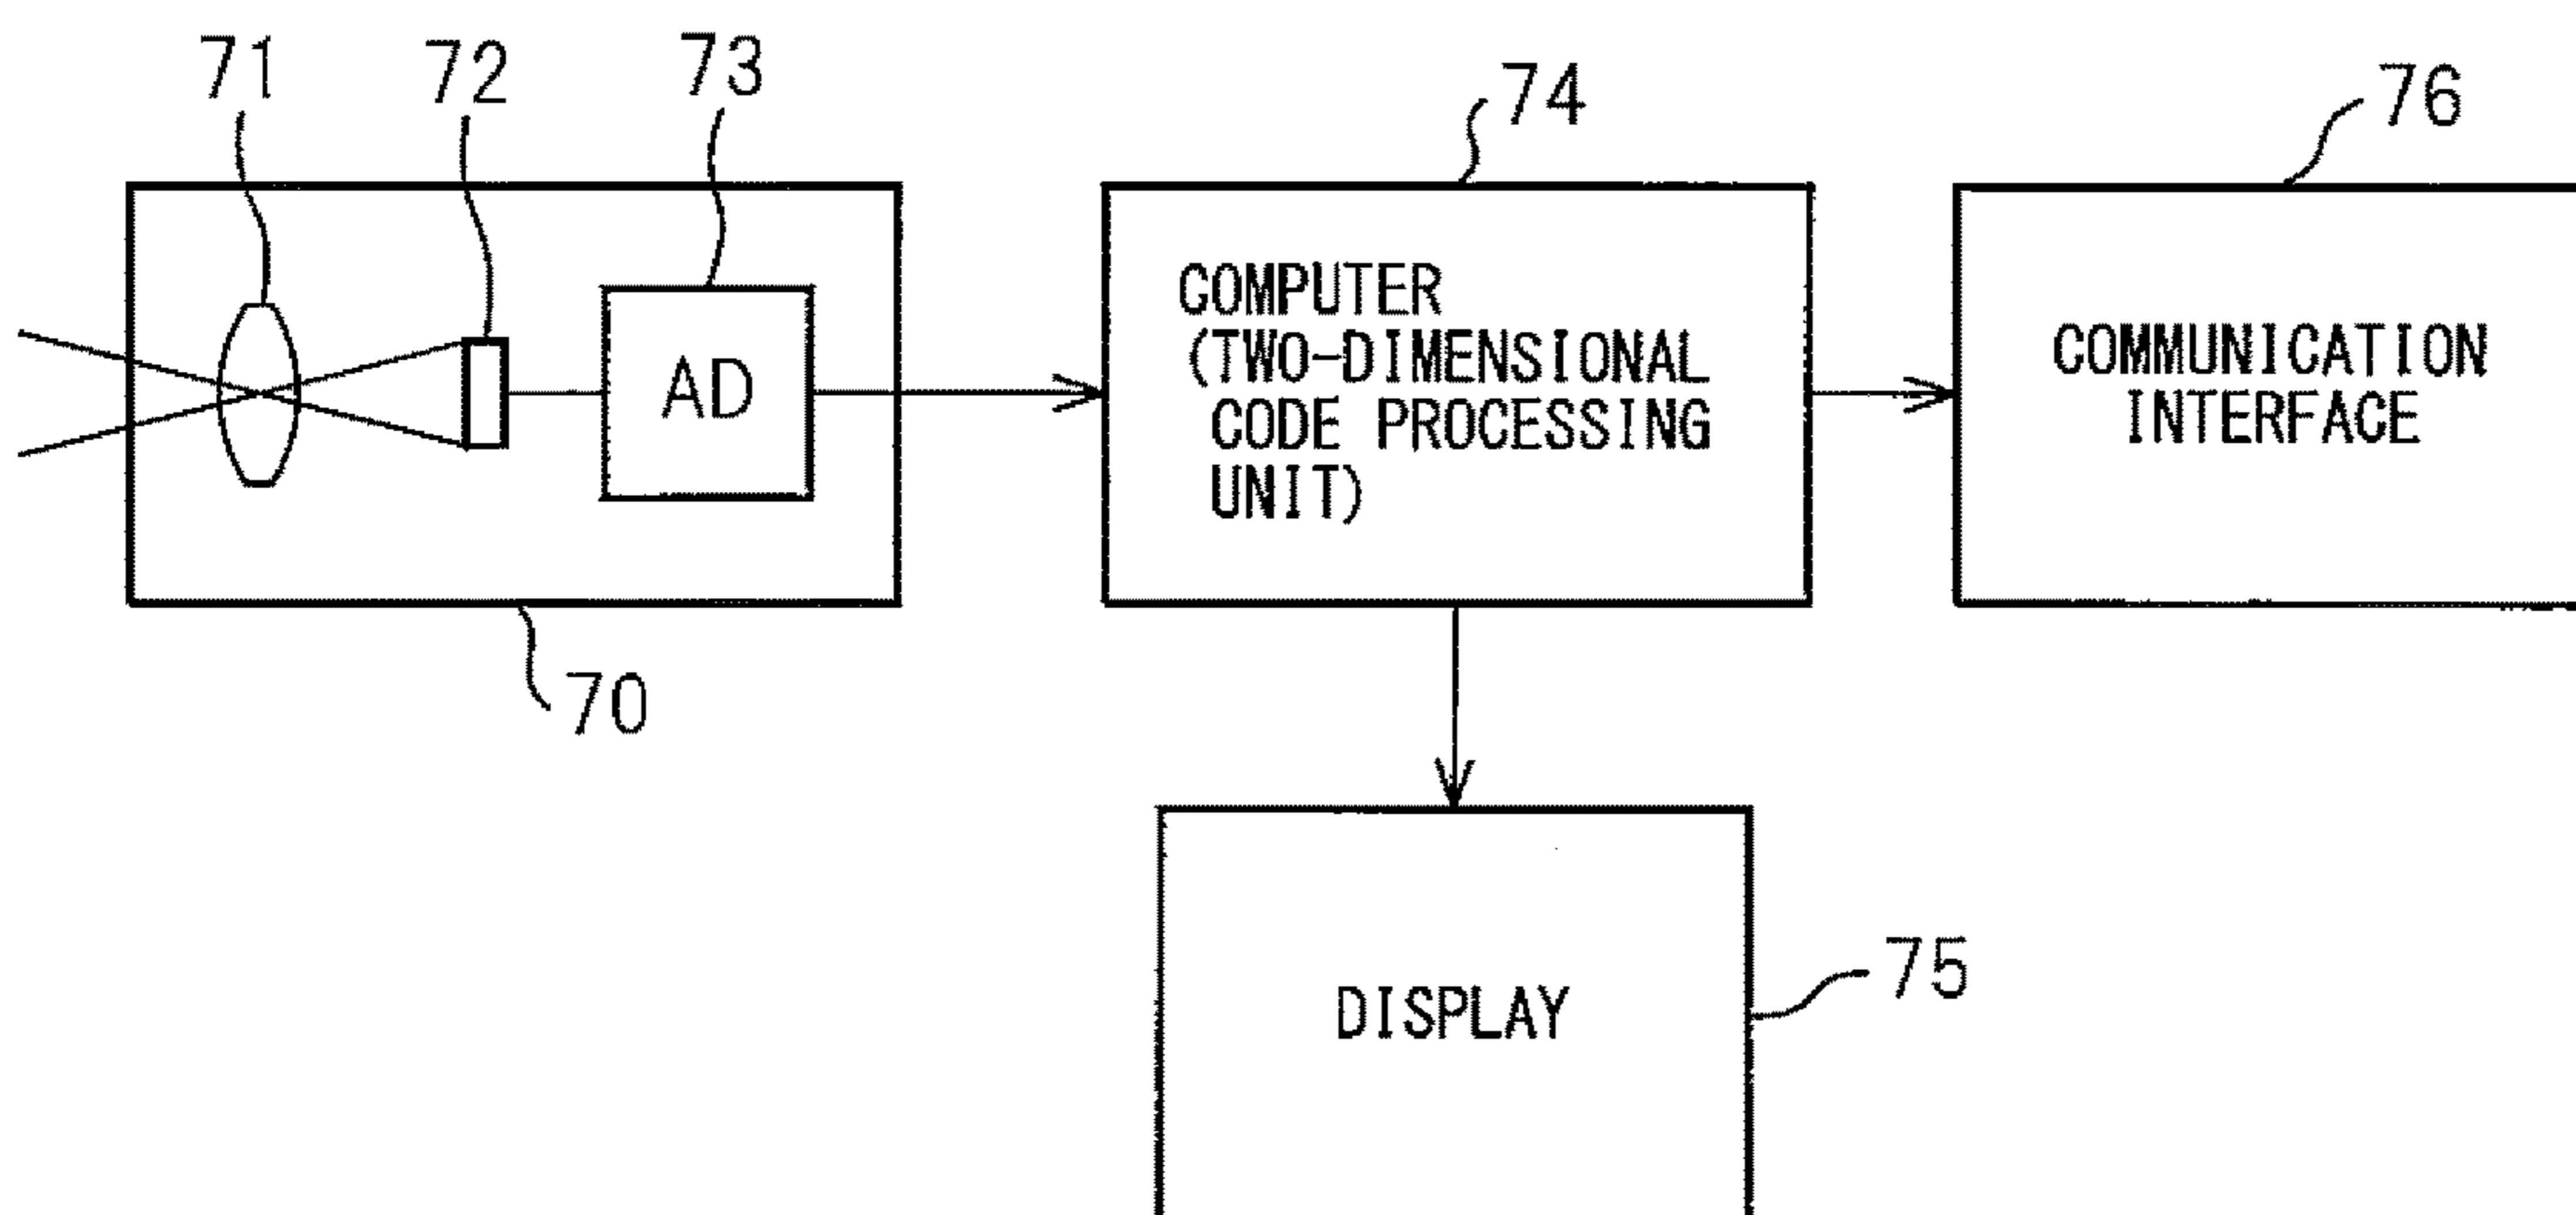 71
72
73
74
76
AD
COMPUTER
(TWO-DIMENSIONAL
CODE PROCESSING
UNIT)
COMMUNICATION
INTERFACE
70
DISPLAY
75